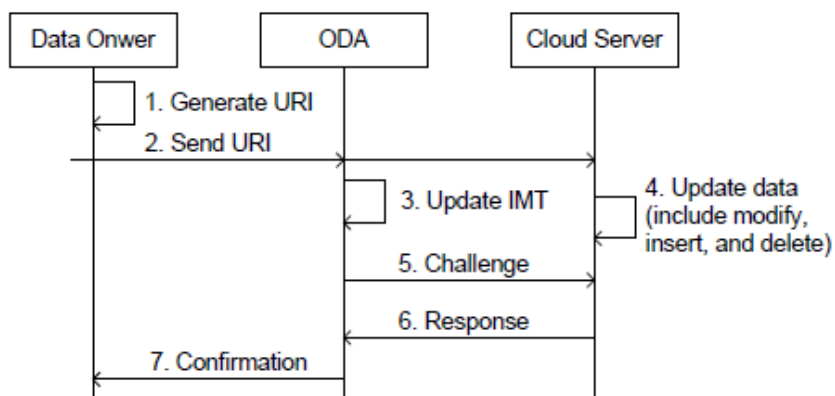 Data Onwer
ODA
Cloud Server
1. Generate URI
2. Send URI
3. Update IMT
4. Update data
(include modify,
insert, and delete)
5. Challenge
6. Response
7. Confirmation